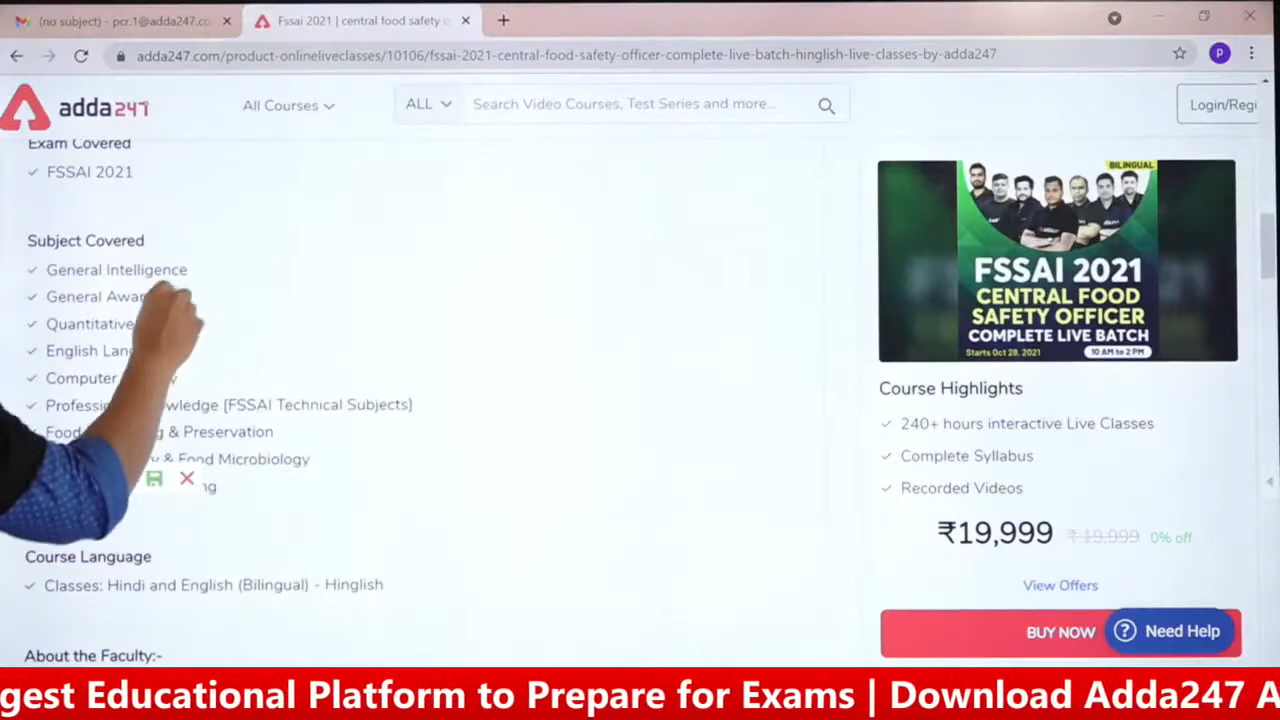 (no subject) - pcr.1@adda247.co
Fssai 2021 | central food safety o
adda247.com/product-onlineliveclasses/10106/fssai-2021-central-food-safety-officer-complete-live-batch-hinglish-live-classes-by-adda247
P
adda247
All Courses
ALL
Search Video Courses, Test Series and more...
Login/Regi
Exam Covered
FSSAI 2021
Subject Covered
General Intelligence
General Awar
Quantitative
English Lan
Computer
Professi wledge [FSSAI Technical Subjects]
Food g & Preservation
y & Food Microbiology
ng
Course Language
Classes: Hindi and English (Bilingual) - Hinglish
About the Faculty:-
BILINGUAL
FSSAI 2021
CENTRAL FOOD
SAFETY OFFICER
COMPLETE LIVE BATCH
Starts Oct 28, 2021
10 AM to 2 PM
Course Highlights
240+ hours interactive Live Classes
Complete Syllabus
Recorded Videos
₹19,999 ₹ 19,999 0% off
View Offers
BUY NOW
? Need Help
gest Educational Platform to Prepare for Exams | Download Adda247 A